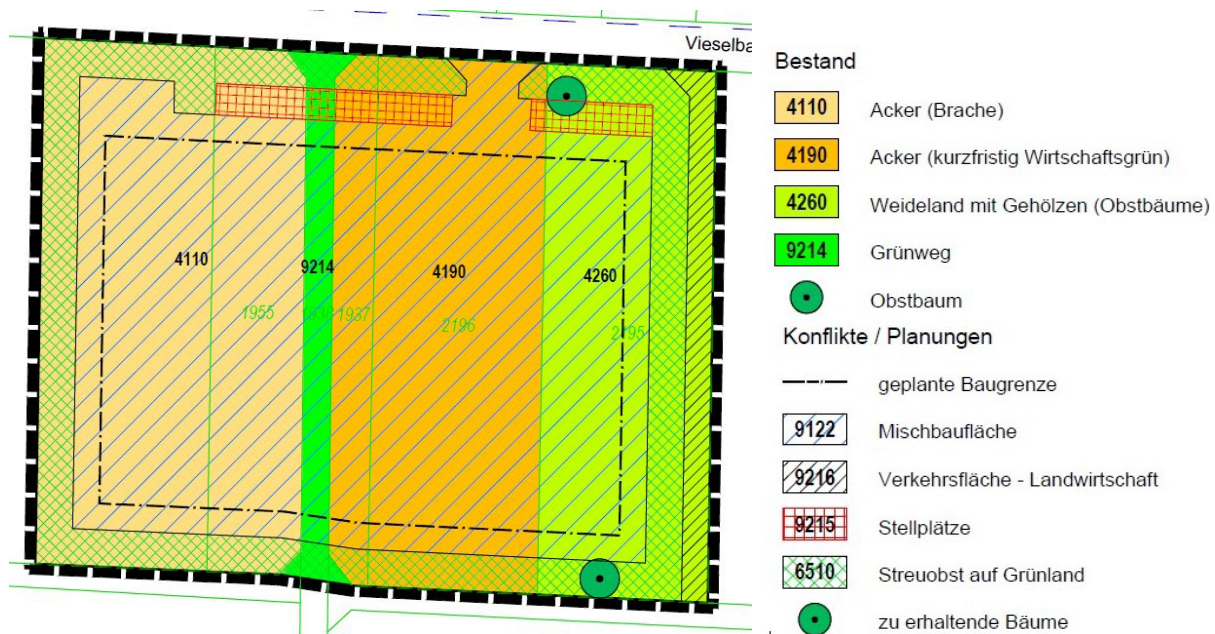 Vieselba
4110
9214
4190
4260
1955
1938
1937
2196
2195
Bestand
4110 Acker (Brache)
4190 Acker (kurzfristig Wirtschaftsgrün)
4260 Weideland mit Gehölzen (Obstbäume)
9214 Grünweg
Obstbaum
Konflikte / Planungen
geplante Baugrenze
9122 Mischbaufläche
9216 Verkehrsfläche - Landwirtschaft
9215 Stellplätze
6510 Streuobst auf Grünland
zu erhaltende Bäume